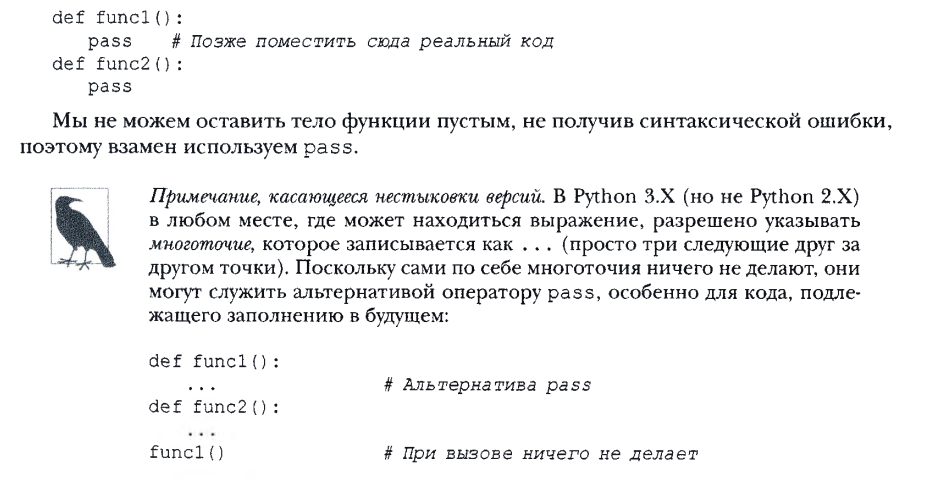 def func1():
pass # Позже поместить сюда реальный код
def func2():
pass
Мы не можем оставить тело функции пустым, не получив синтаксической ошибки,
поэтому взамен используем pass.
Примечание, касающееся нестыковки версий. В Python 3.X (но не Python 2.X)
в любом месте, где может находиться выражение, разрешено указывать
многоточие, которое записывается как ... (просто три следующие друг за
другом точки). Поскольку сами по себе многоточия ничего не делают, они
могут служить альтернативой оператору pass, особенно для кода, подле-
жащего заполнению в будущем:
def func1():
... # Альтернатива pass
def func2():
...
func1() # При вызове ничего не делает